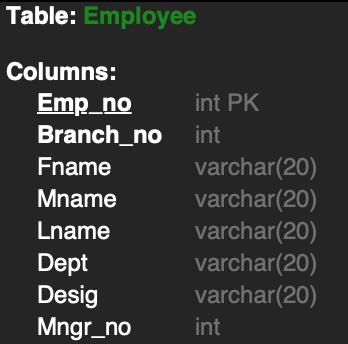 Table: Employee
Columns:
Emp_no int PK
Branch_no int
Fname varchar(20)
Mname varchar(20)
Lname varchar(20)
Dept varchar(20)
Desig varchar(20)
Mngr_no int